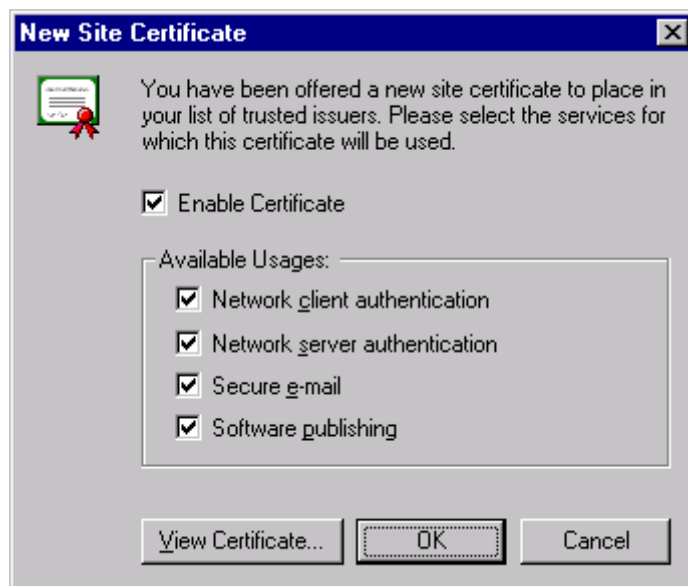 New Site Certificate
You have been offered a new site certificate to place in
your list of trusted issuers. Please select the services for
which this certificate will be used.
Enable Certificate
Available Usages:
Network client authentication
Network server authentication
Secure e-mail
Software publishing
View Certificate... OK Cancel